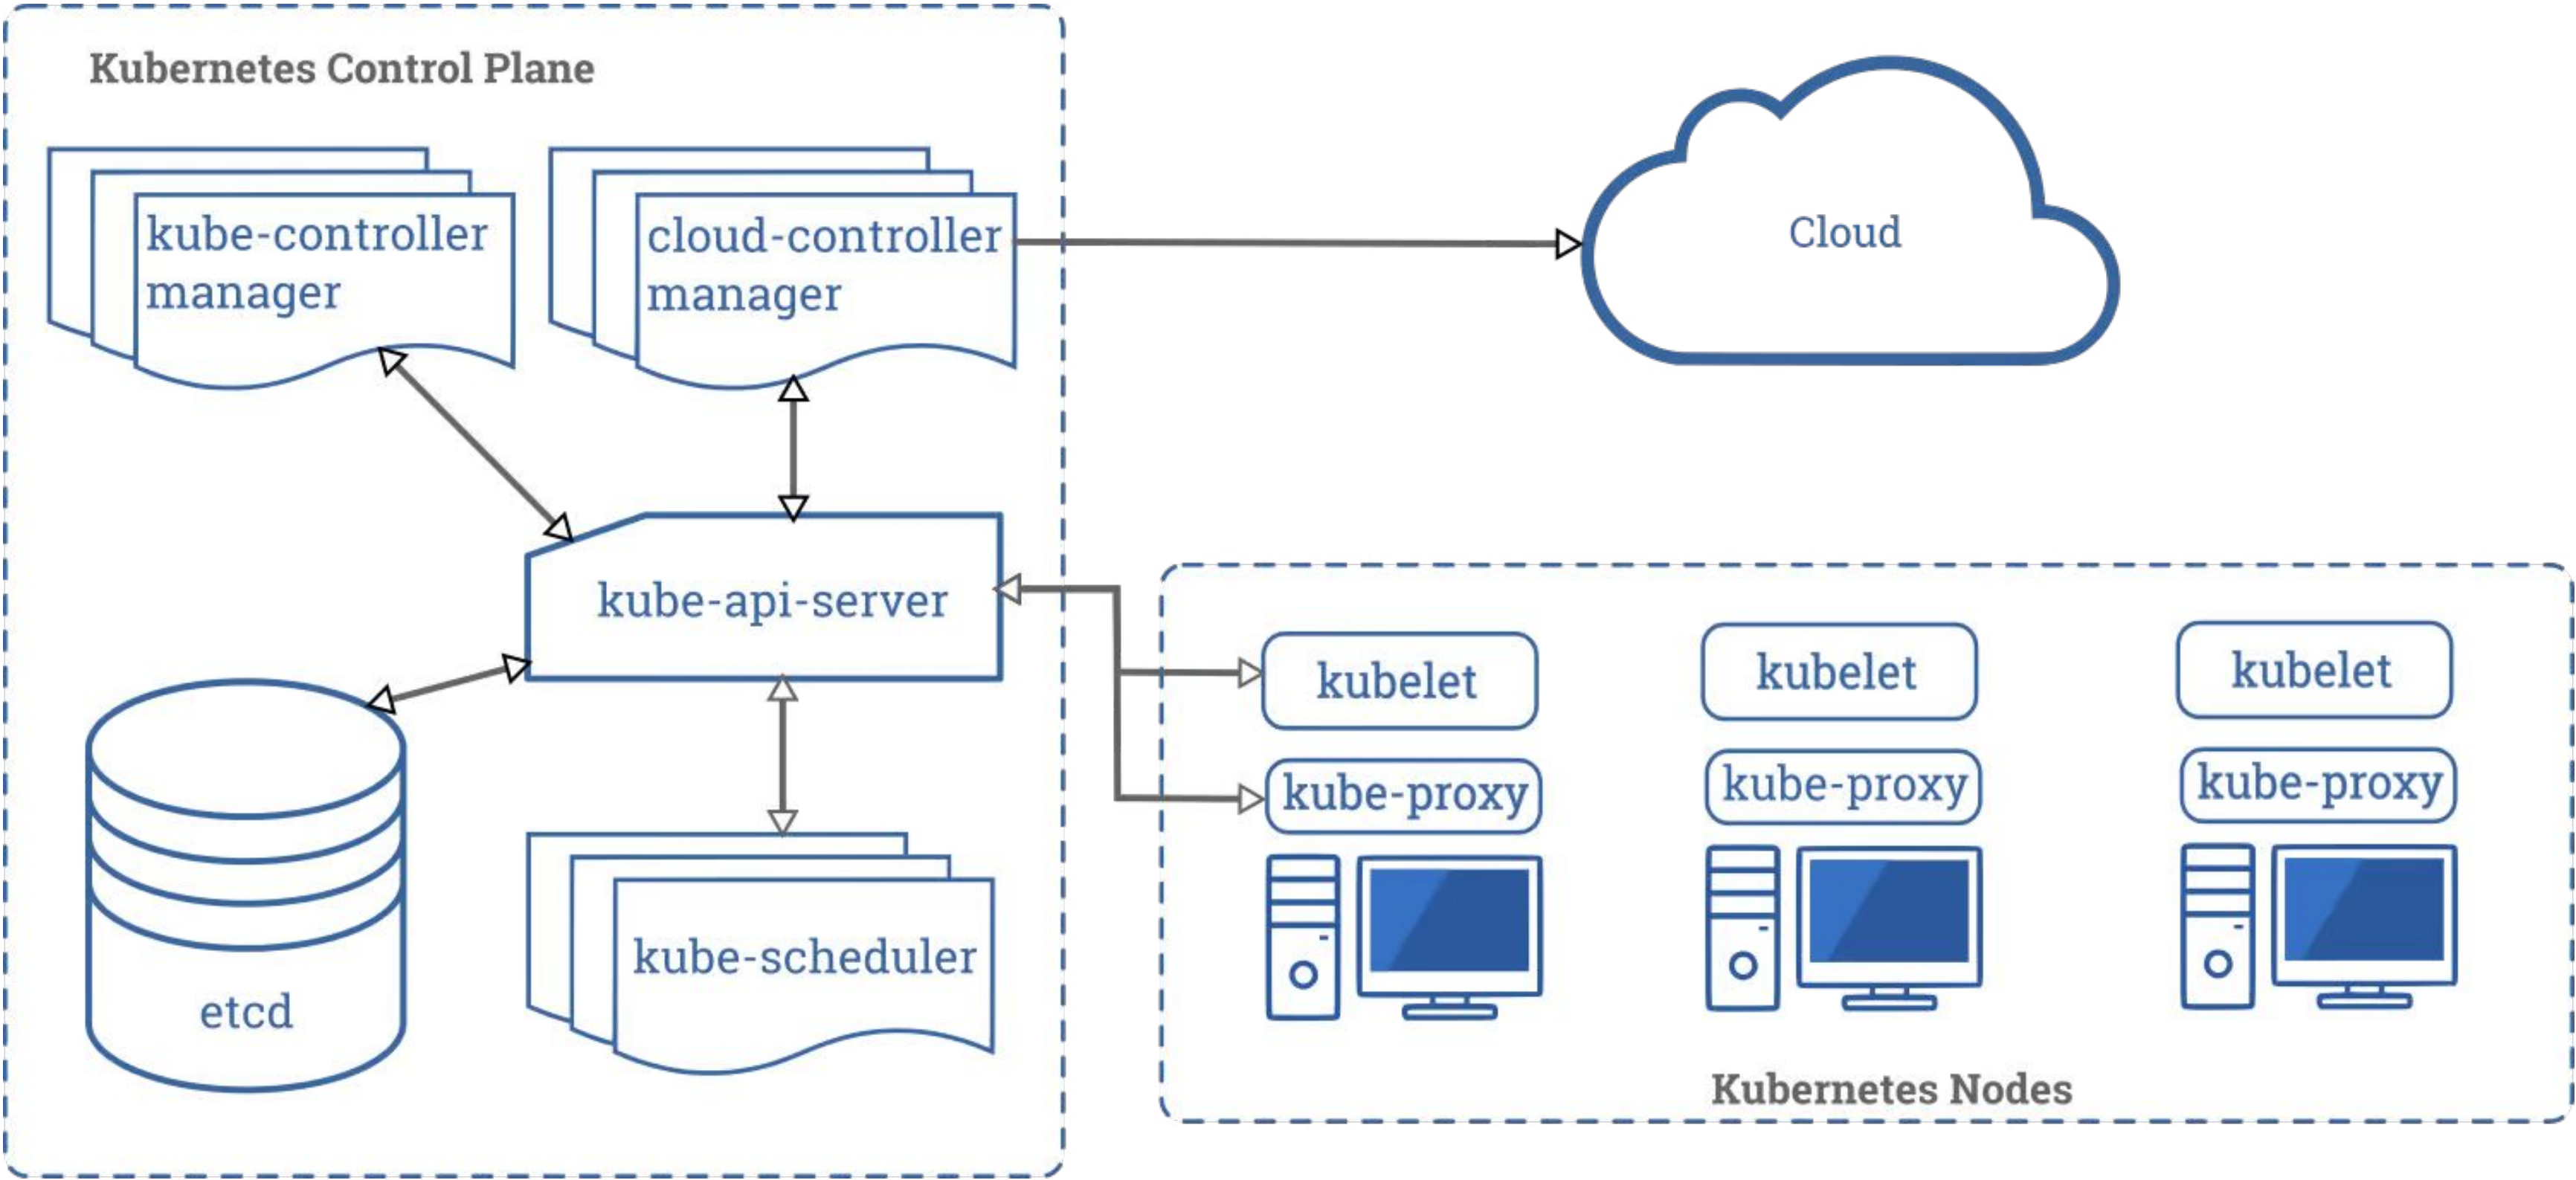 Kubernetes Control Plane
kube-controller
manager
cloud-controller
manager
Cloud
kube-api-server
etcd
kube-scheduler
kubelet
kube-proxy
kubelet
kube-proxy
kubelet
kube-proxy
Kubernetes Nodes